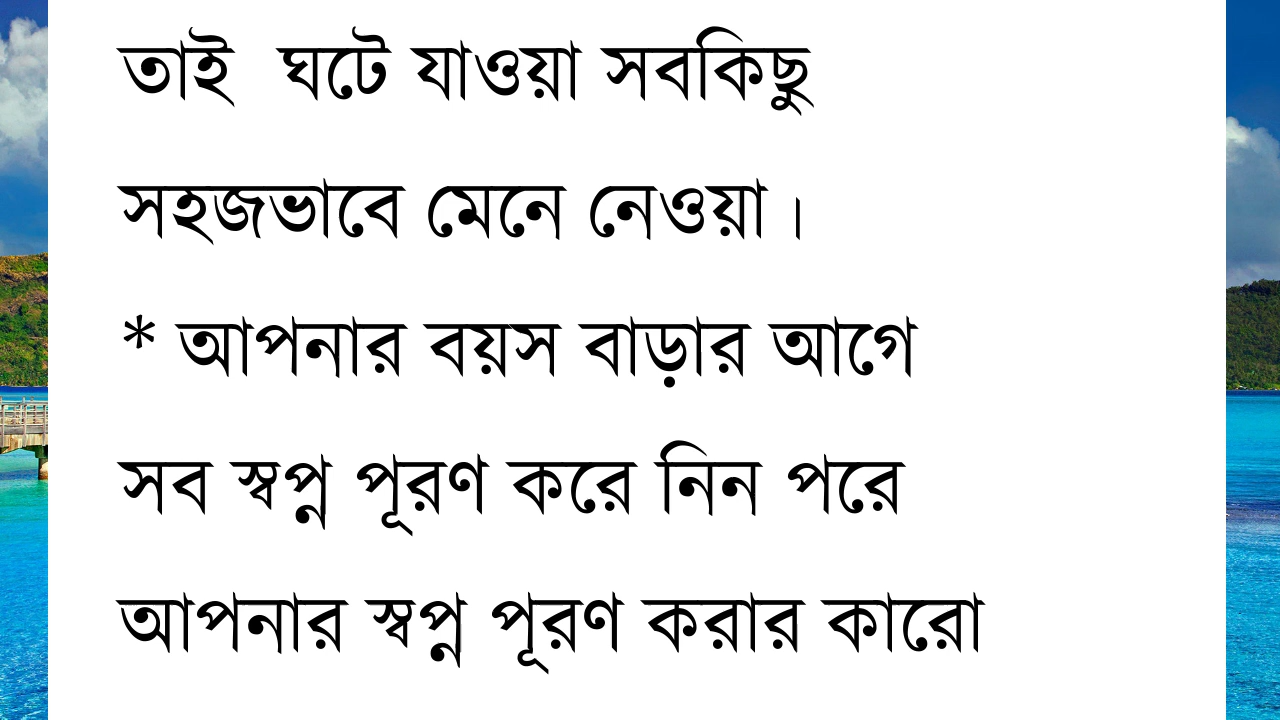 তাই ঘটে যাওয়া সবকিছু
সহজভাবে মেনে নেওয়া।
* আপনার বয়স বাড়ার আগে
সব স্বপ্ন পূরণ করে নিন পরে
আপনার স্বপ্ন পূরণ করার কারো